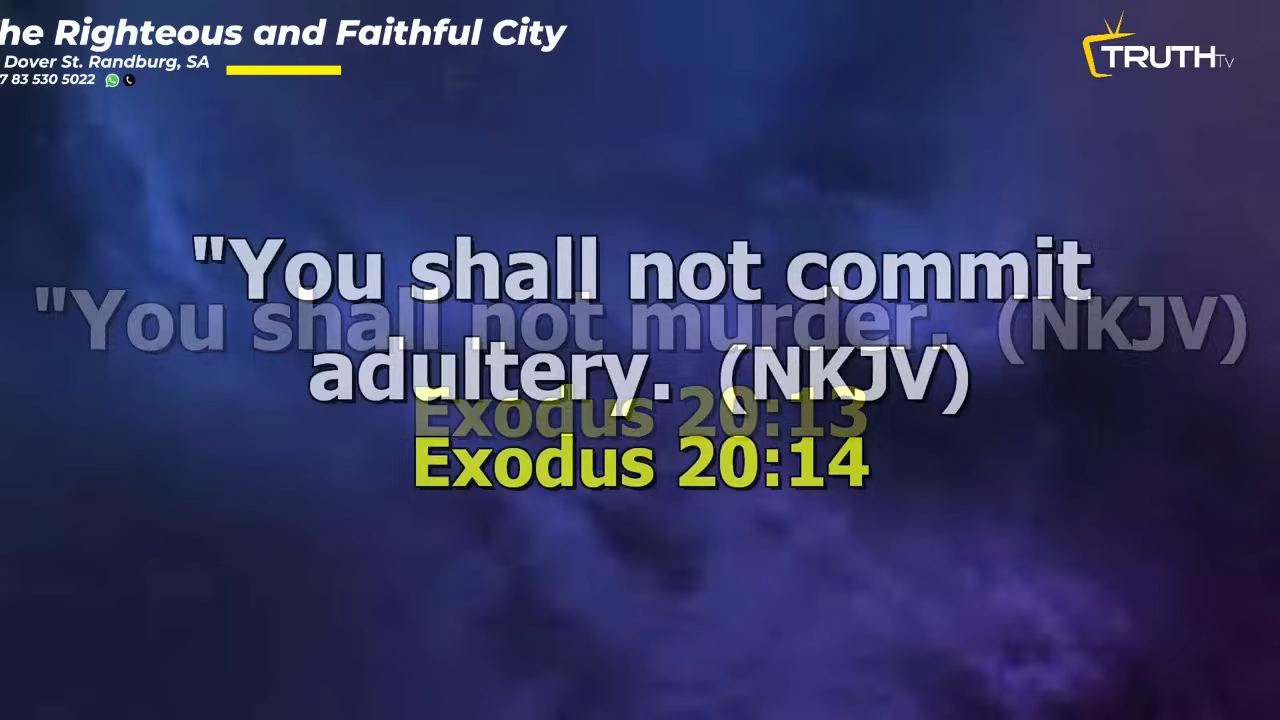 he Righteous and Faithful City
Dover St. Randburg, SA
7 83 530 5022
TRUTHTv
"You shall not commit
adultery. (NKJV)
Exodus 20:14
"You shall not murder. (NKJV)
Exodus 20:13